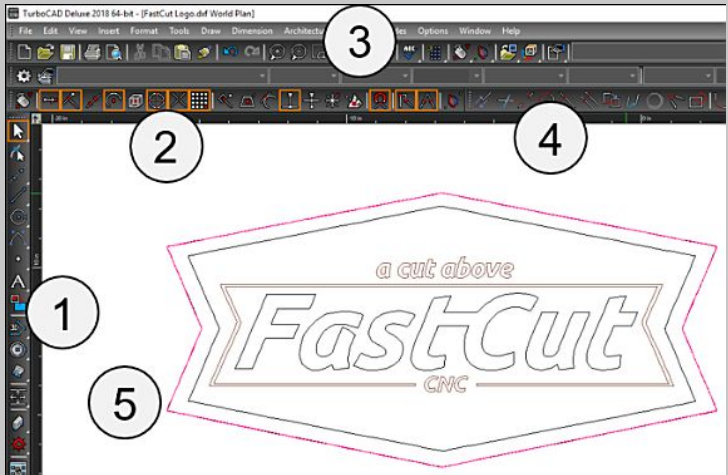 TurboCAD Deluxe 2018 64-bit - [FastCut Logo.dxf World Plan]
File Edit View Insert Format Tools Draw Dimension Options Window Help
3
ABC
2
4
1
5
a cut above
FastCut
CNC